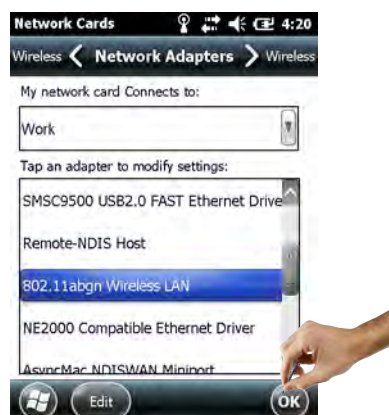 Network Cards 4:20
Wireless Network Adapters Wireless
My network card Connects to:
Work
Tap an adapter to modify settings:
SMSC9500 USB2.0 FAST Ethernet Drive
Remote-NDIS Host
802.11abgn Wireless LAN
NE2000 Compatible Ethernet Driver
AsyncMac NDISWAN Miniport
Edit OK